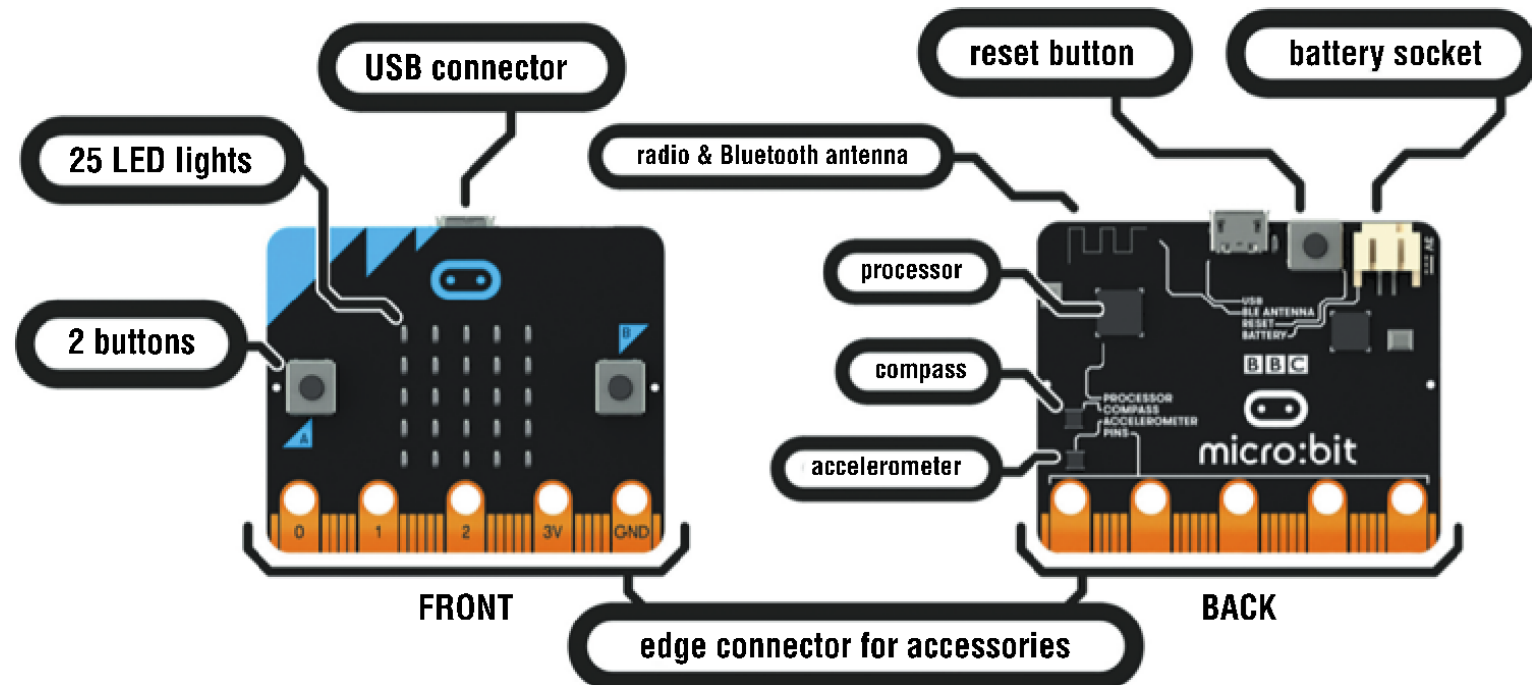 USB connector
reset button
battery socket
25 LED lights
radio & Bluetooth antenna
processor
2 buttons
compass
accelerometer
B
A
0 1 2 3V GND
3V
USB
BLE ANTENNA
RESET
BATTERY
BBC
PROCESSOR
COMPASS
ACCELEROMETER
PINS
micro:bit
FRONT
BACK
edge connector for accessories